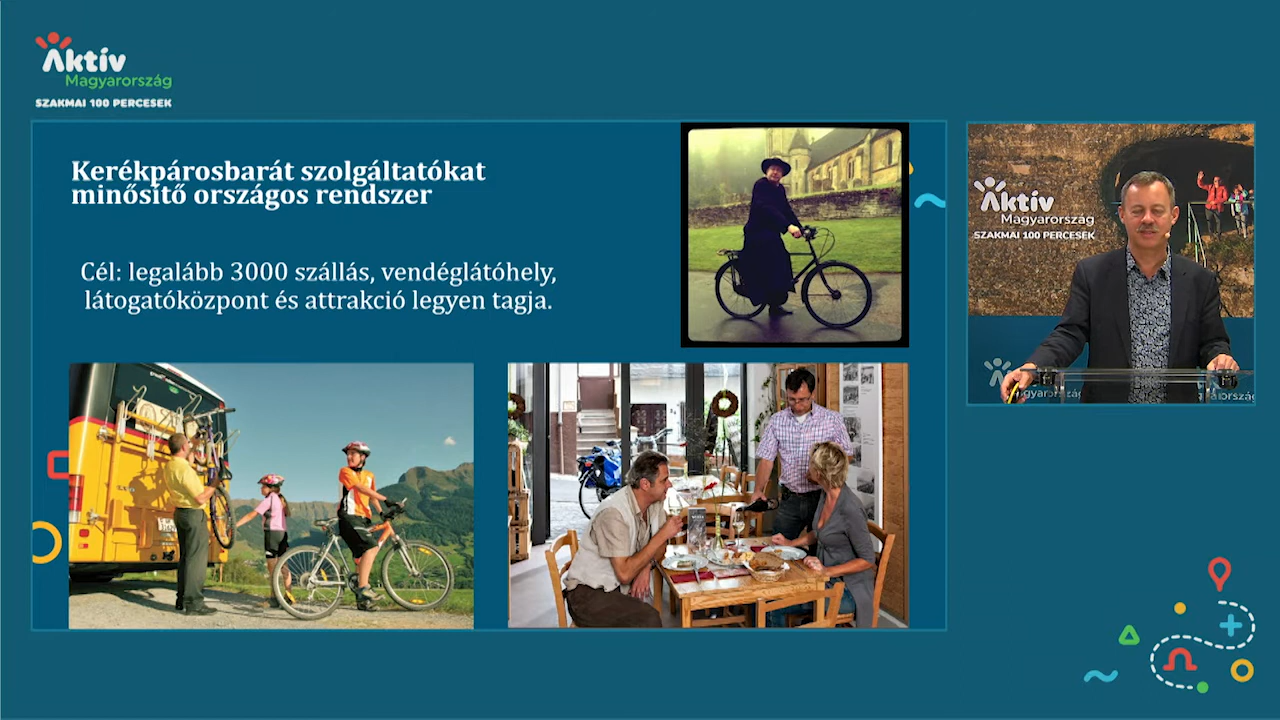 Aktív
Magyarország
SZAKMAI 100 PERCESEK
Kerékpárosbarát szolgáltatókat
minősítő országos rendszer
Cél: legalább 3000 szállás, vendéglátóhely,
látogatóközpont és attrakció legyen tagja.
Aktív
Magyarország
SZAKMAI 100 PERCESEK